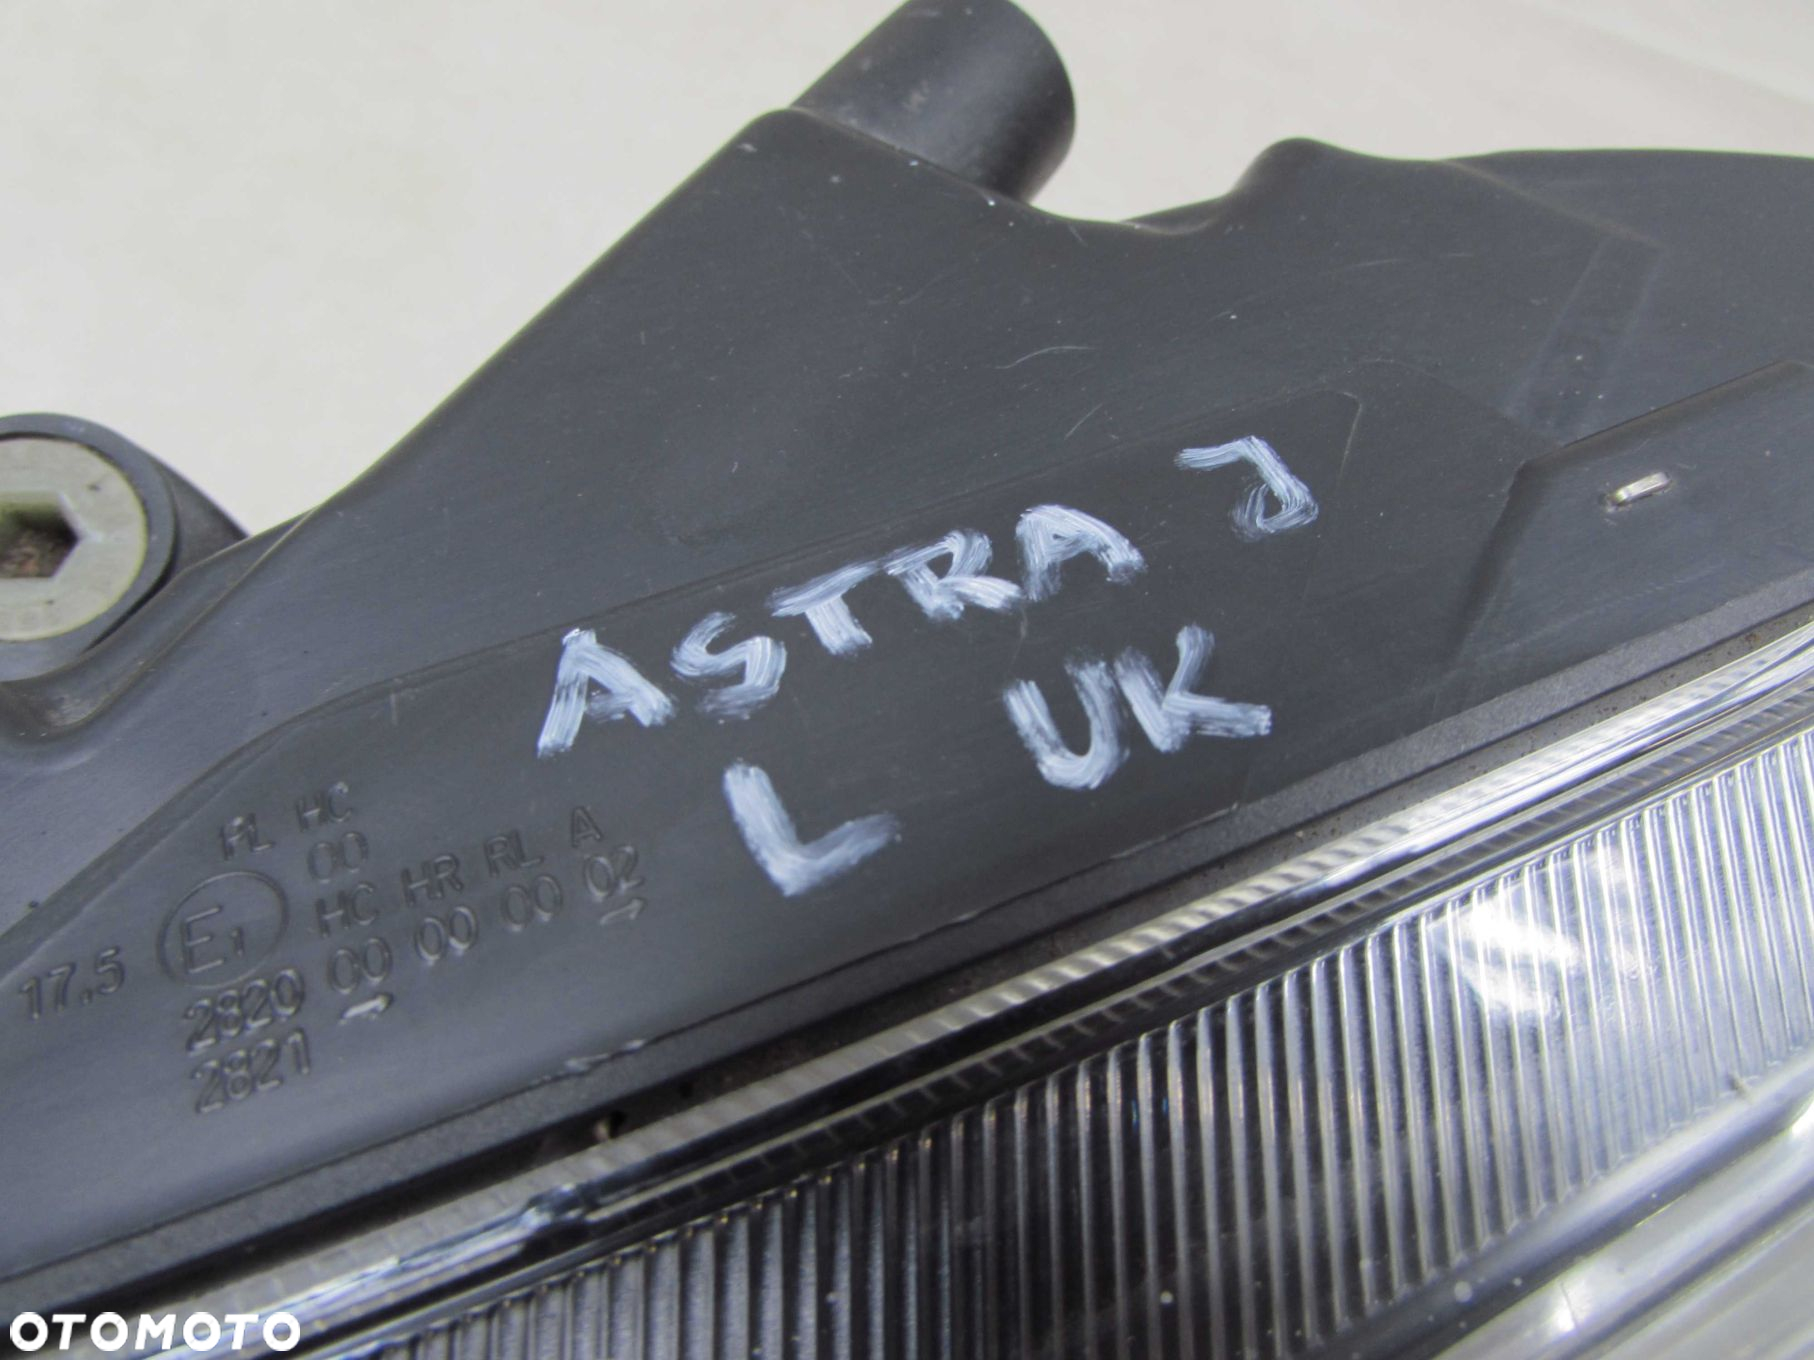 ASTRA J
L UK
PL HC
00
HC HR RL A
17.5 E1
2820 00 00 00 02
2821
OTOMOTO